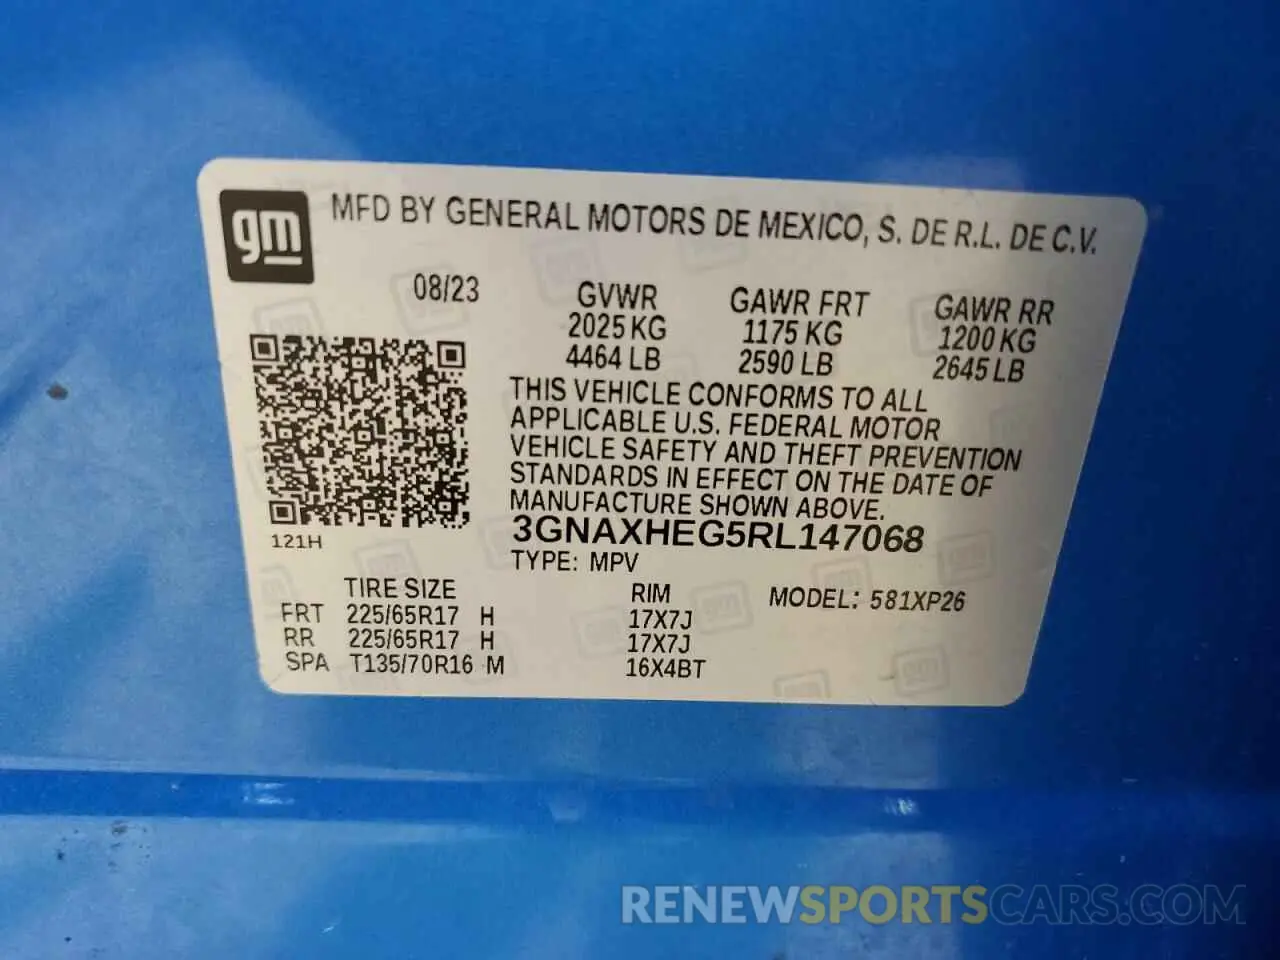 gm
MFD BY GENERAL MOTORS DE MEXICO, S. DE R.L. DE C.V.
08/23 GVWR GAWR FRT GAWR RR
2025 KG 1175 KG 1200 KG
4464 LB 2590 LB 2645 LB
THIS VEHICLE CONFORMS TO ALL
APPLICABLE U.S. FEDERAL MOTOR
VEHICLE SAFETY AND THEFT PREVENTION
STANDARDS IN EFFECT ON THE DATE OF
MANUFACTURE SHOWN ABOVE.
3GNAXHEG5RL147068
121H
TYPE: MPV
TIRE SIZE RIM MODEL: 581XP26
FRT 225/65R17 H 17X7J
RR 225/65R17 H 17X7J
SPA T135/70R16 M 16X4BT
RENEWSPORTSCARS.COM